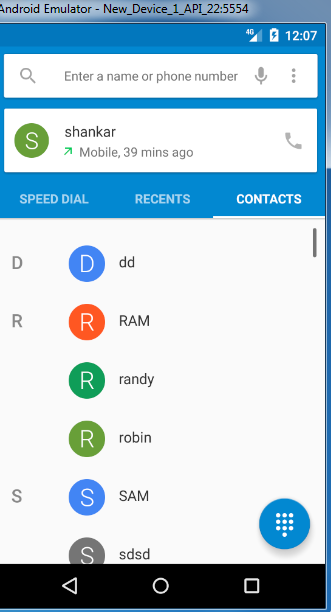 Android Emulator - New_Device_1_API_22:5554
4G 12:07
Enter a name or phone number
S shankar
Mobile, 39 mins ago
SPEED DIAL RECENTS CONTACTS
D D dd
R R RAM
R randy
R robin
S S SAM
S sdsd